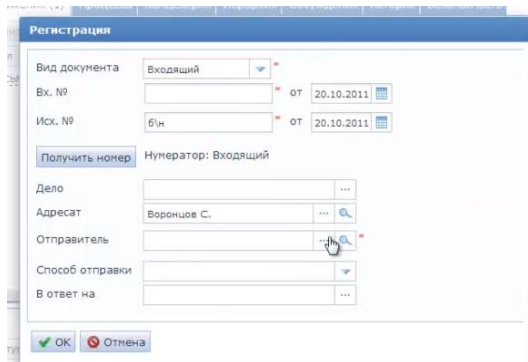 Регистрация
Вид документа Входящий *
Вх. № * от 20.10.2011
Исх. № б\н * от 20.10.2011
Получить номер Нумератор: Входящий
Дело ...
Адресат Воронцов С. ...
Отправитель ... *
Способ отправки
В ответ на ...
OK Отмена